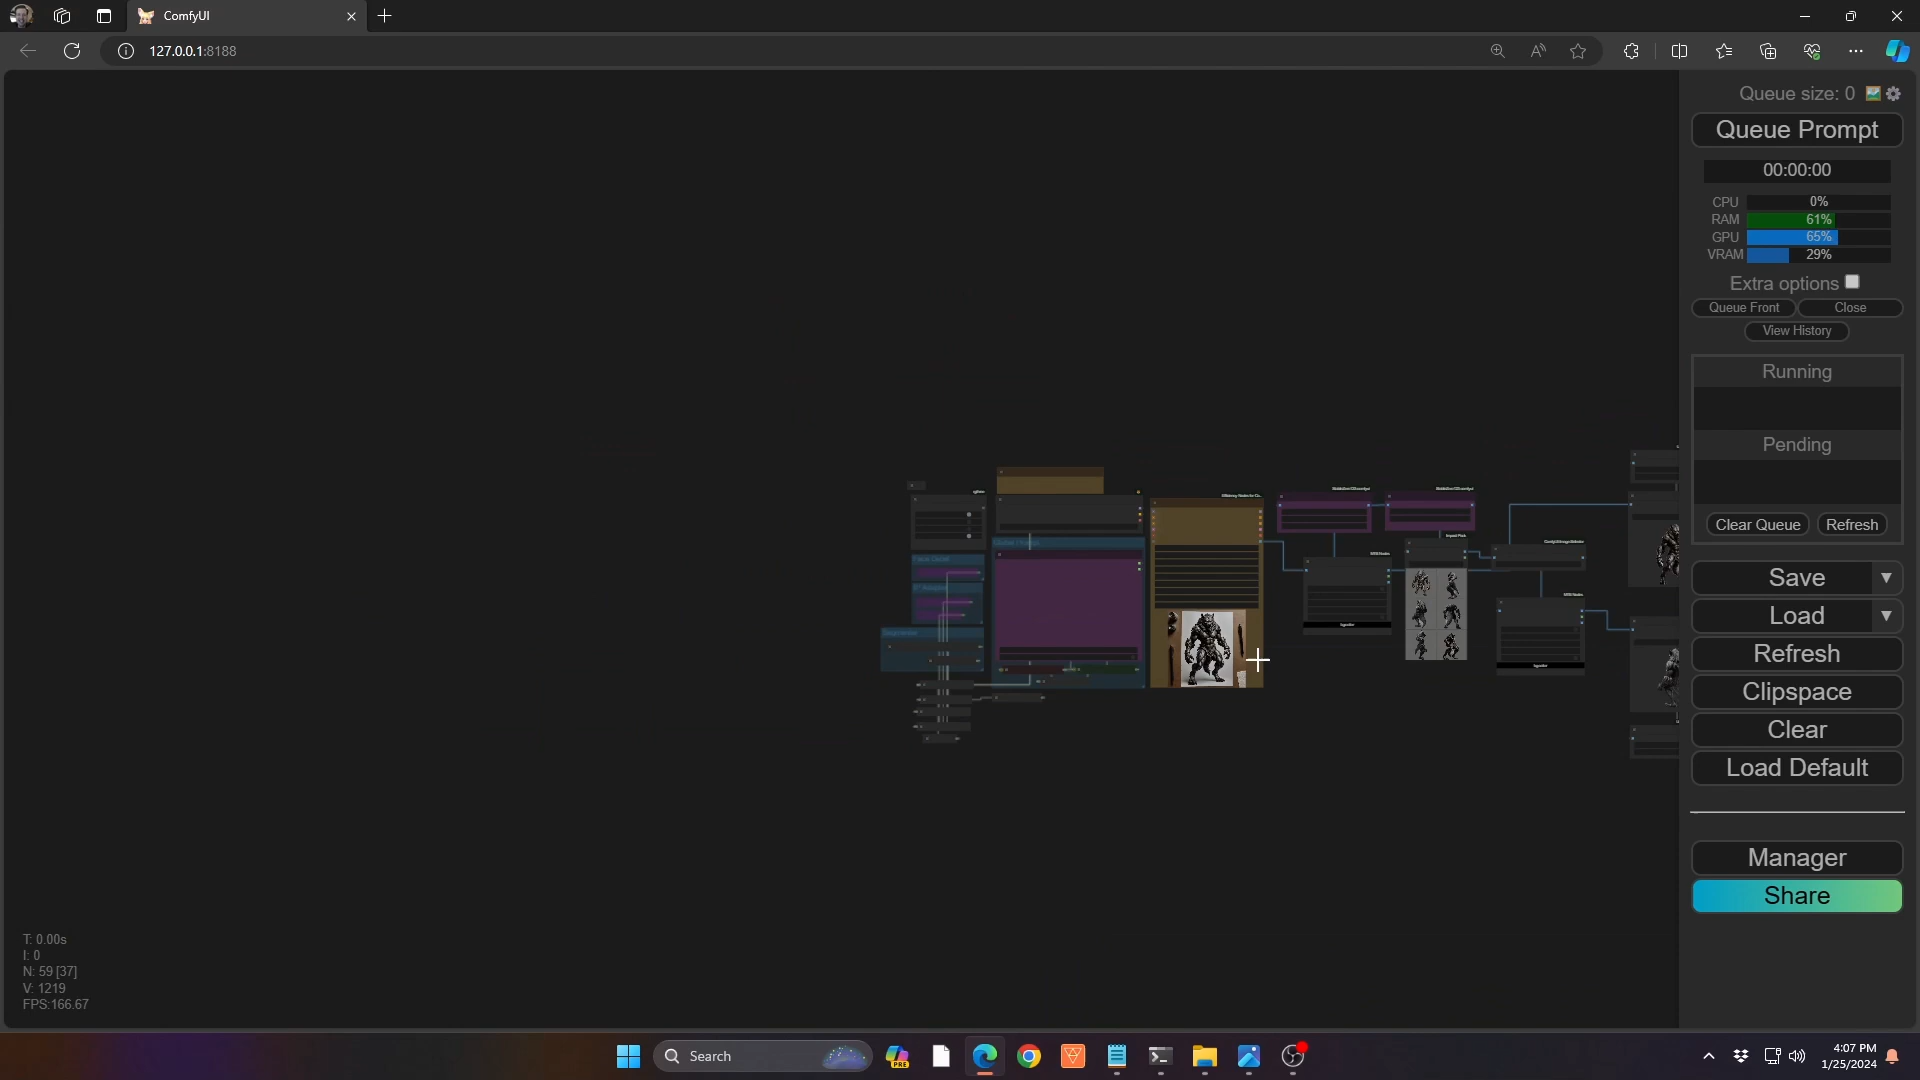 ComfyUI
127.0.0.1:8188
Queue size: 0
Queue Prompt
00:00:00
CPU 0%
RAM 61%
GPU 65%
VRAM 29%
Extra options
Queue Front
Close
View History
Running
Pending
Clear Queue
Refresh
Save
Load
Refresh
Clipspace
Clear
Load Default
Manager
Share
T: 0.00s
I: 0
N: 59 [37]
V: 1219
FPS:166.67
Search
PRE
4:07 PM
1/25/2024